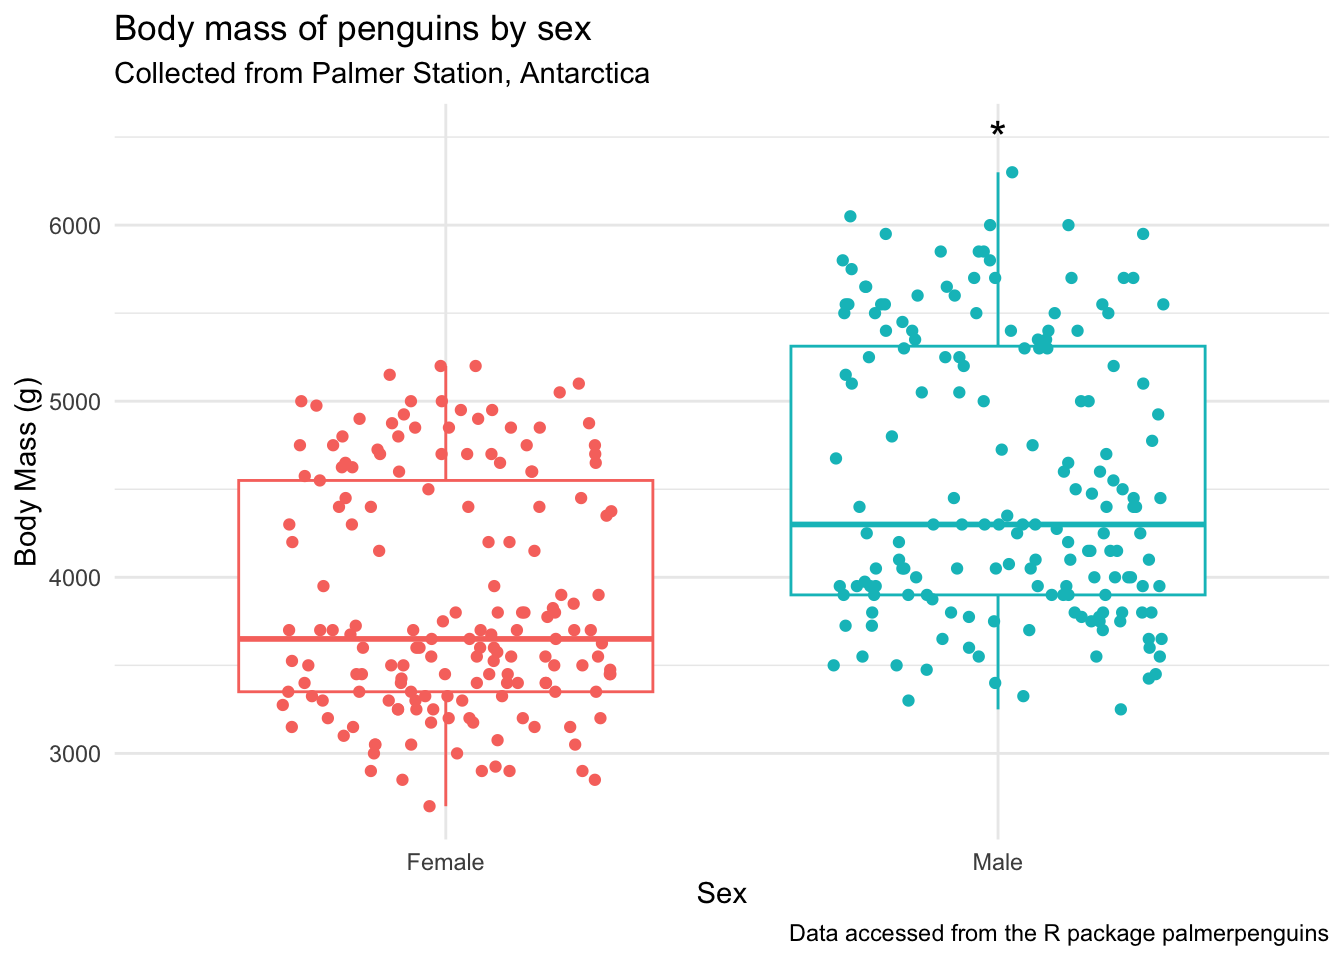 Body mass of penguins by sex
Collected from Palmer Station, Antarctica
*
6000
5000
4000
3000
Body Mass (g)
Female
Male
Sex
Data accessed from the R package palmerpenguins